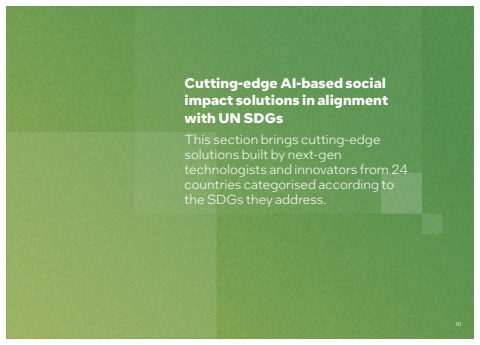 Cutting-edge AI-based social
impact solutions in alignment
with UN SDGs
This section brings cutting-edge
solutions built by next-gen
technologists and innovators from 24
countries categorised according to
the SDGs they address.
10